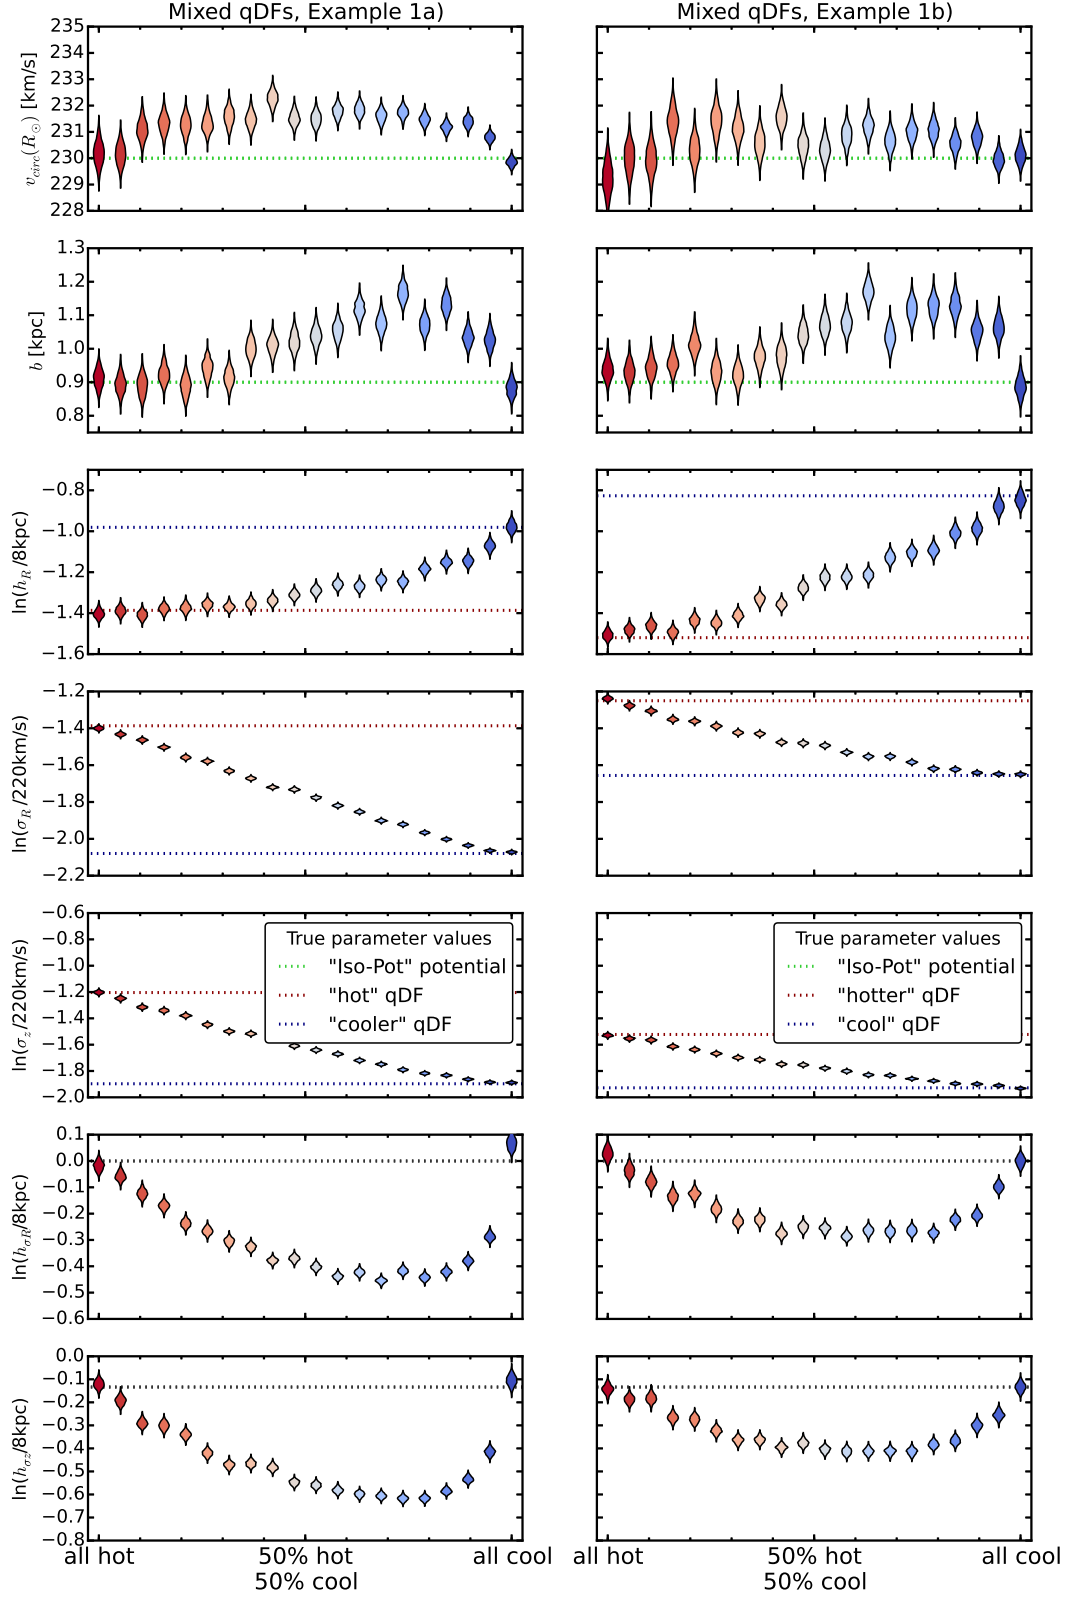 Mixed qDFs, Example 1a)
Mixed qDFs, Example 1b)
235
234
233
232
231
230
229
228
v_circ(R_⊙) [km/s]
1.3
1.2
1.1
1.0
0.9
0.8
b [kpc]
−0.8
−1.0
−1.2
−1.4
−1.6
ln(h_R/8kpc)
−1.2
−1.4
−1.6
−1.8
−2.0
−2.2
ln(σ_R/220km/s)
−0.6
−0.8
−1.0
−1.2
−1.4
−1.6
−1.8
−2.0
ln(σ_z/220km/s)
True parameter values
"Iso-Pot" potential
"hot" qDF
"cooler" qDF
True parameter values
"Iso-Pot" potential
"hotter" qDF
"cool" qDF
0.1
0.0
−0.1
−0.2
−0.3
−0.4
−0.5
−0.6
ln(h_σR/8kpc)
0.0
−0.1
−0.2
−0.3
−0.4
−0.5
−0.6
−0.7
−0.8
ln(h_σz/8kpc)
all hot
50% hot
50% cool
all cool
all hot
50% hot
50% cool
all cool